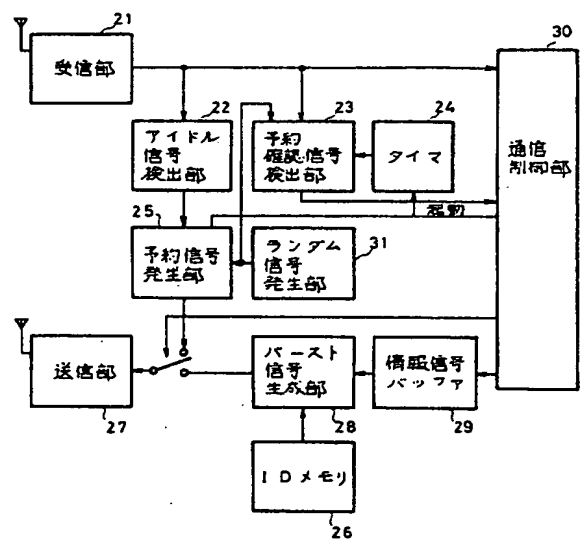 21
受信部
22
アイドル
信号
検出部
23
予約
確認信号
検出部
24
タイマ
30
通信
制御部
起動
25
予約信号
発生部
ランダム
信号
発生部
31
送信部
27
バースト
信号
生成部
28
情報信号
バッファ
29
IDメモリ
26